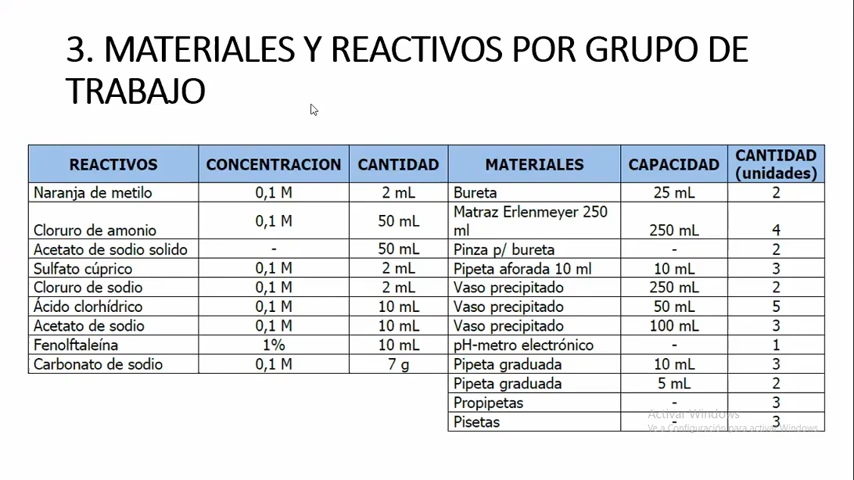 3. MATERIALES Y REACTIVOS POR GRUPO DE
TRABAJO
REACTIVOS CONCENTRACION CANTIDAD MATERIALES CAPACIDAD CANTIDAD (unidades)
Naranja de metilo 0,1 M 2 mL Bureta 25 mL 2
Cloruro de amonio 0,1 M 50 mL Matraz Erlenmeyer 250 ml 250 mL 4
Acetato de sodio solido - 50 mL Pinza p/ bureta - 2
Sulfato cúprico 0,1 M 2 mL Pipeta aforada 10 ml 10 mL 3
Cloruro de sodio 0,1 M 2 mL Vaso precipitado 250 mL 2
Ácido clorhídrico 0,1 M 10 mL Vaso precipitado 50 mL 5
Acetato de sodio 0,1 M 10 mL Vaso precipitado 100 mL 3
Fenolftaleína 1% 10 mL pH-metro electrónico - 1
Carbonato de sodio 0,1 M 7 g Pipeta graduada 10 mL 3
Pipeta graduada 5 mL 2
Propipetas - 3
Pisetas - 3
Activar Windows
Ve a Configuración para activar Windows.